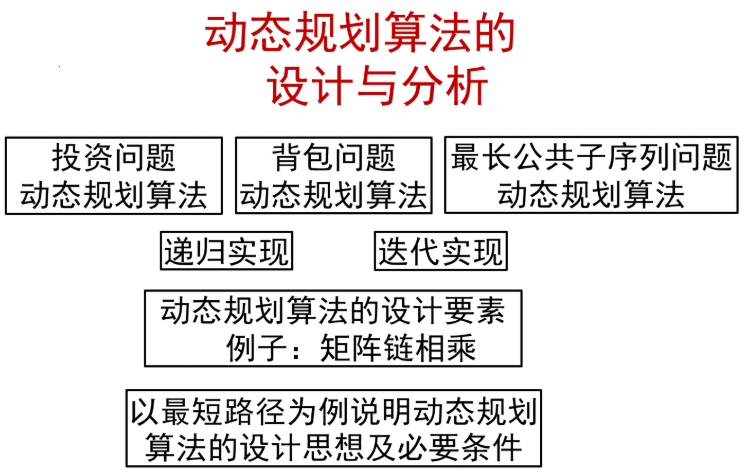 动态规划算法的
设计与分析
投资问题
动态规划算法
背包问题
动态规划算法
最长公共子序列问题
动态规划算法
递归实现
迭代实现
动态规划算法的设计要素
例子：矩阵链相乘
以最短路径为例说明动态规划
算法的设计思想及必要条件